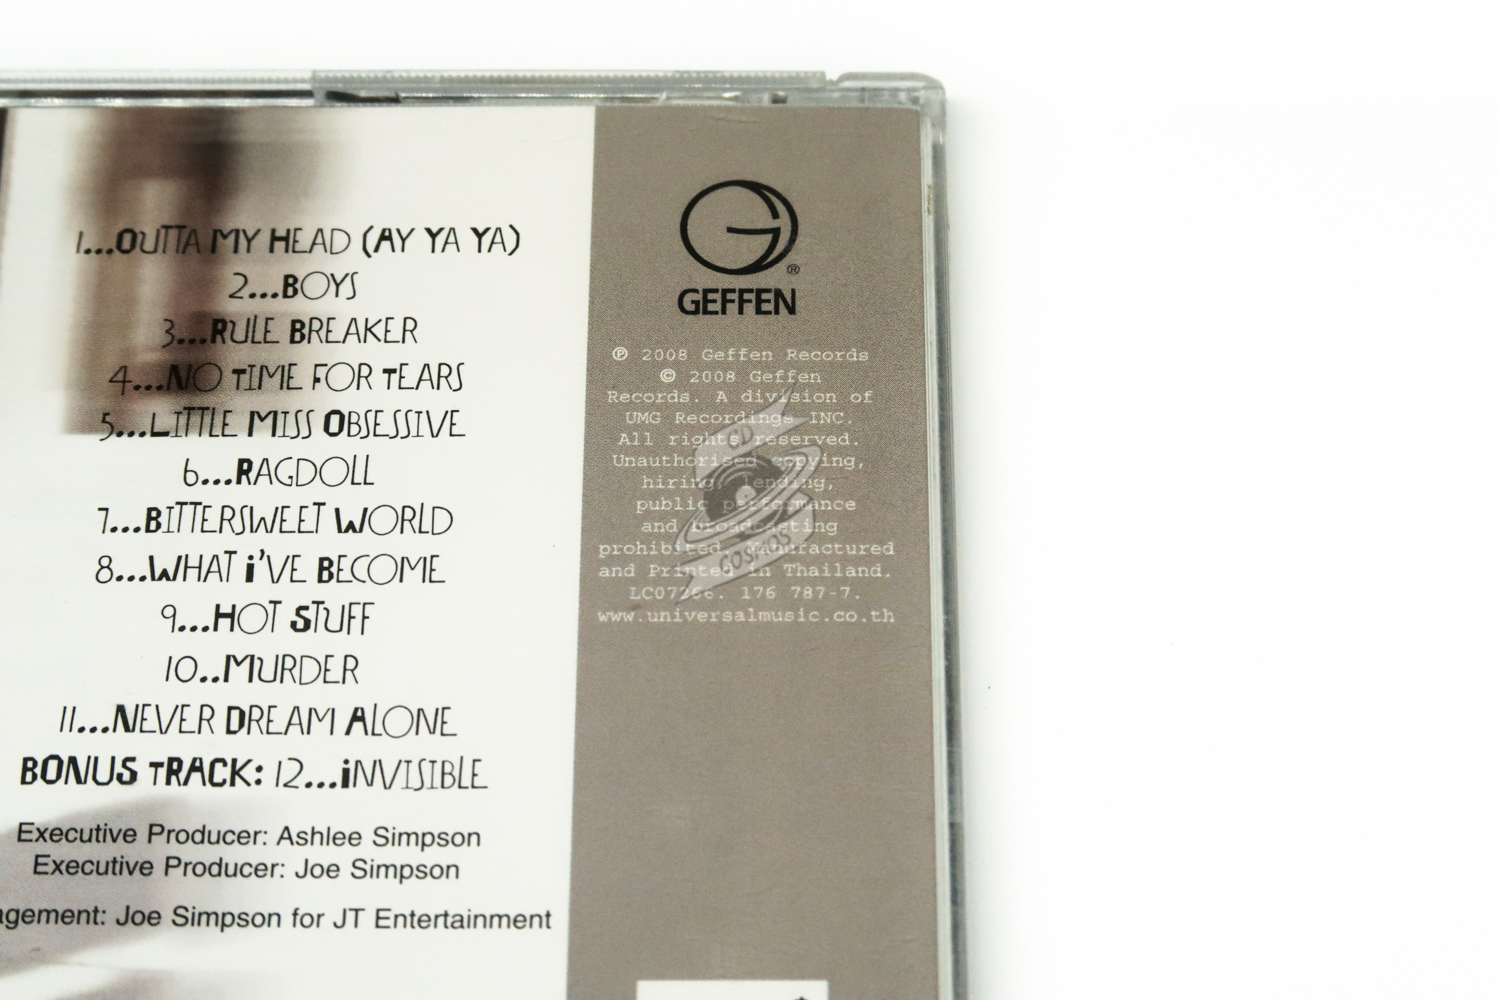 1...OUTTA MY HEAD (AY YA YA)
2...BOYS
3...RULE BREAKER
4...NO TIME FOR TEARS
5...LITTLE MISS OBSESSIVE
6...RAGDOLL
7...BITTERSWEET WORLD
8...WHAT i'VE BECOME
9...HOT STUFF
10..MURDER
11...NEVER DREAM ALONE
BONUS TRACK: 12...iNVISIBLE
Executive Producer: Ashlee Simpson
Executive Producer: Joe Simpson
agement: Joe Simpson for JT Entertainment
G®
GEFFEN
℗ 2008 Geffen Records
© 2008 Geffen
Records. A division of
UMG Recordings INC.
All rights reserved.
Unauthorised copying,
hiring, lending,
public performance
and broadcasting
prohibited. Manufactured
and Printed in Thailand.
LC07266. 176 787-7.
www.universalmusic.co.th
CD
COSMOS